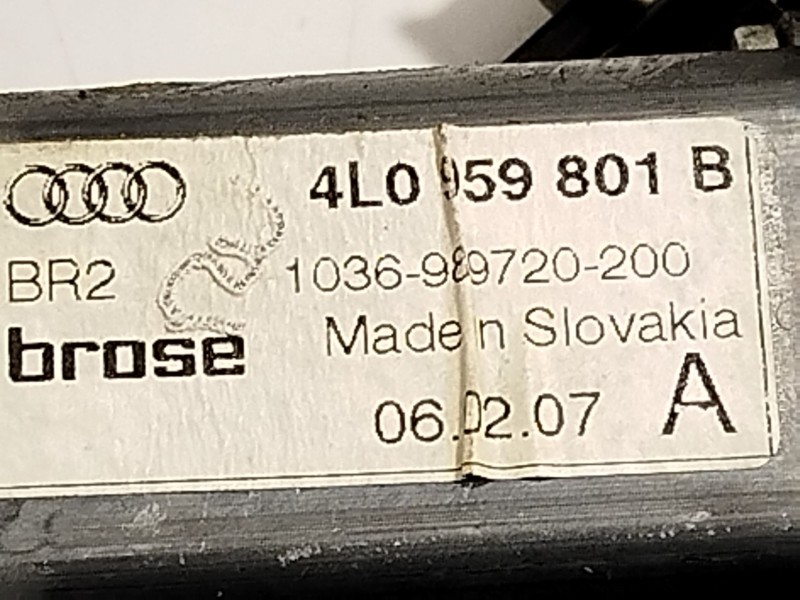 4L0 959 801 B
BR2 1036-989720-200
brose Made in Slovakia
06.02.07 A